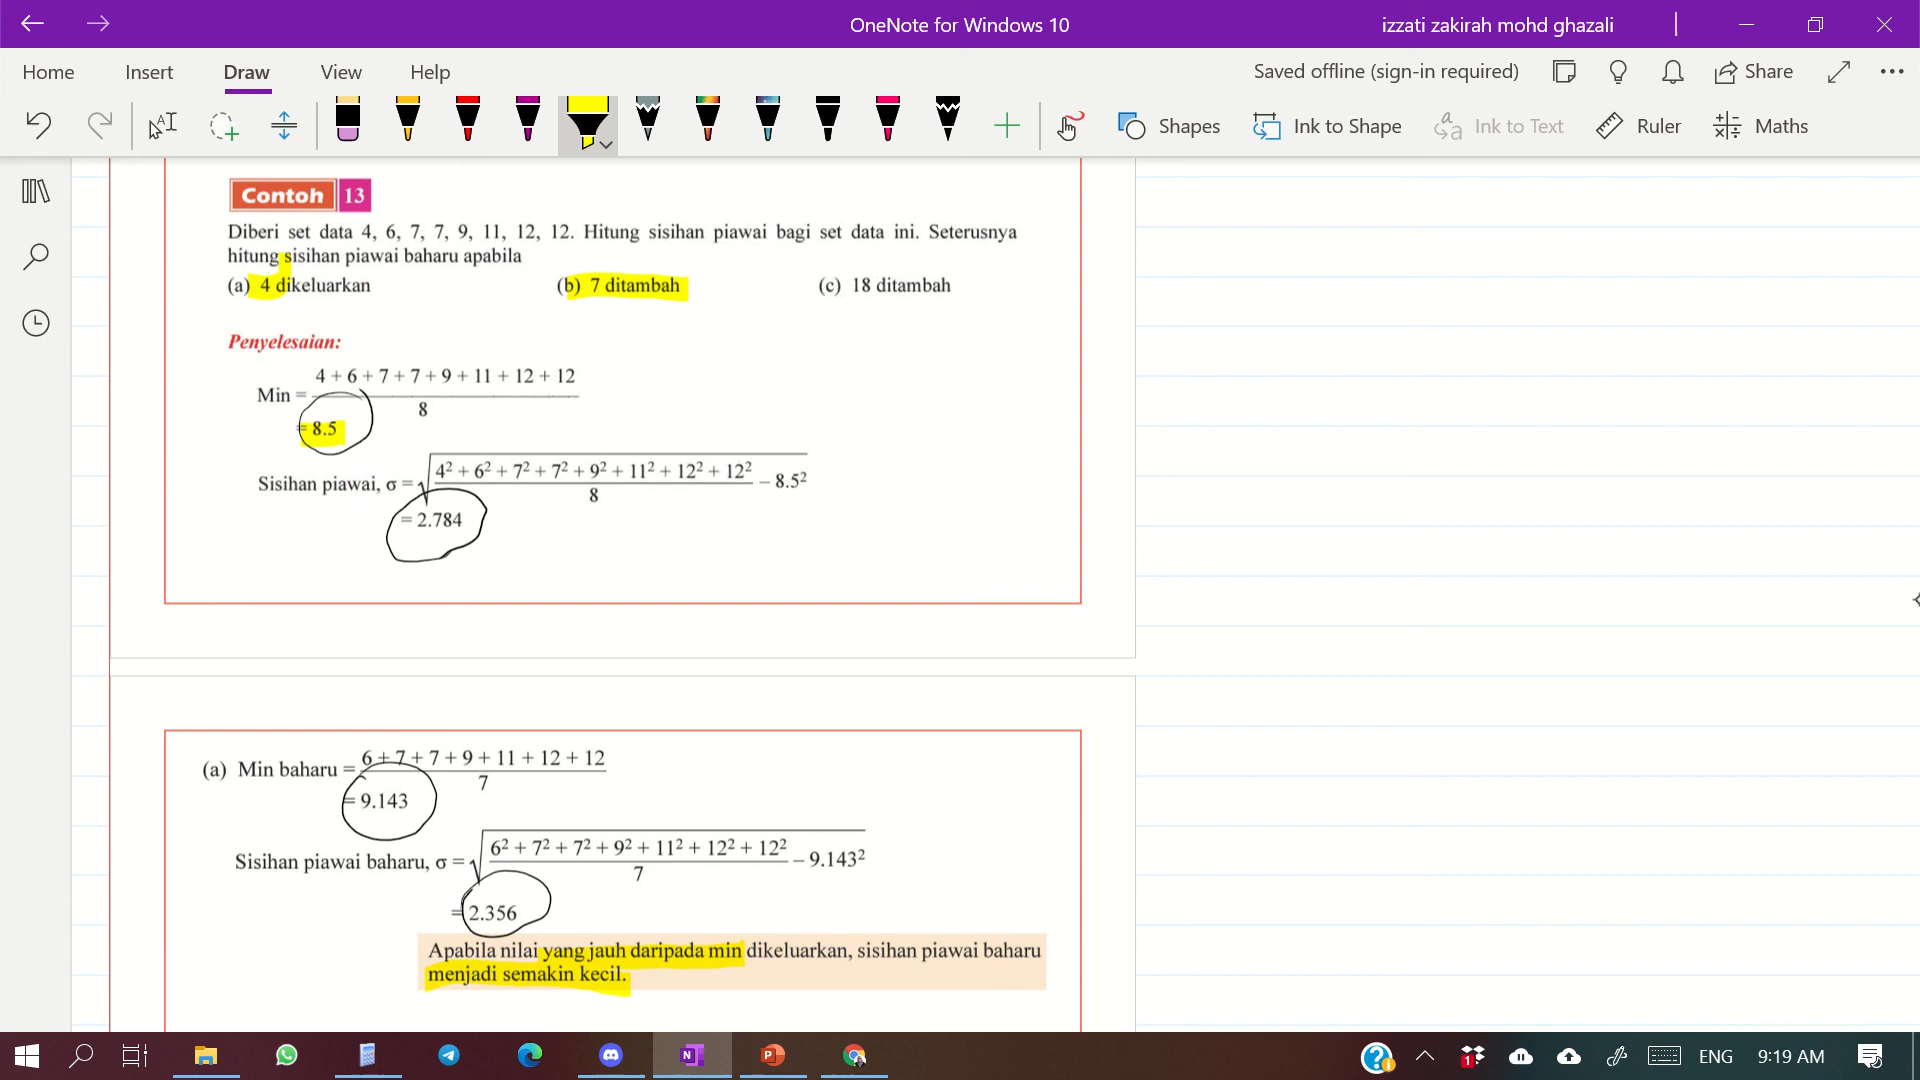 OneNote for Windows 10
izzati zakirah mohd ghazali
Home Insert Draw View Help
Saved offline (sign-in required)
Share
Shapes
Ink to Shape
Ink to Text
Ruler
Maths
Contoh 13
Diberi set data 4, 6, 7, 7, 9, 11, 12, 12. Hitung sisihan piawai bagi set data ini. Seterusnya
hitung sisihan piawai baharu apabila
(a) 4 dikeluarkan (b) 7 ditambah (c) 18 ditambah
Penyelesaian:
4 + 6 + 7 + 7 + 9 + 11 + 12 + 12
Min =
8
= 8.5
4² + 6² + 7² + 7² + 9² + 11² + 12² + 12²
Sisihan piawai, σ = √ – 8.5²
8
= 2.784
6 + 7 + 7 + 9 + 11 + 12 + 12
(a) Min baharu =
7
= 9.143
6² + 7² + 7² + 9² + 11² + 12² + 12²
Sisihan piawai baharu, σ = √ – 9.143²
7
= 2.356
Apabila nilai yang jauh daripada min dikeluarkan, sisihan piawai baharu
menjadi semakin kecil.
ENG
9:19 AM